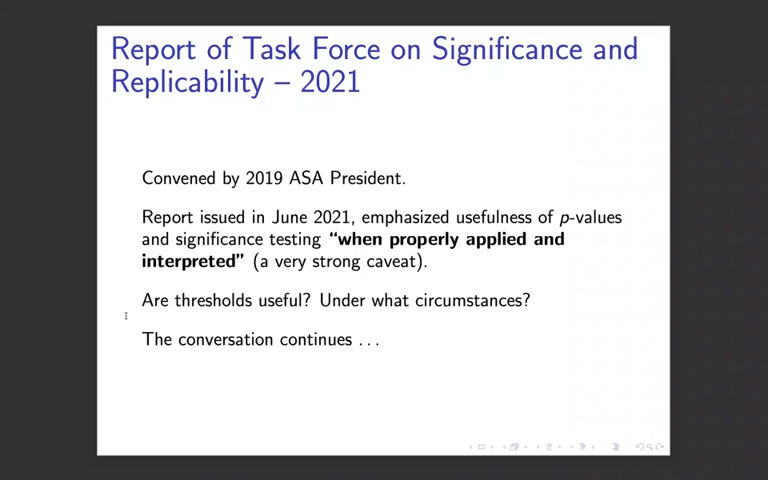 Report of Task Force on Significance and
Replicability – 2021
Convened by 2019 ASA President.
Report issued in June 2021, emphasized usefulness of p-values
and significance testing “when properly applied and
interpreted” (a very strong caveat).
Are thresholds useful? Under what circumstances?
The conversation continues . . .